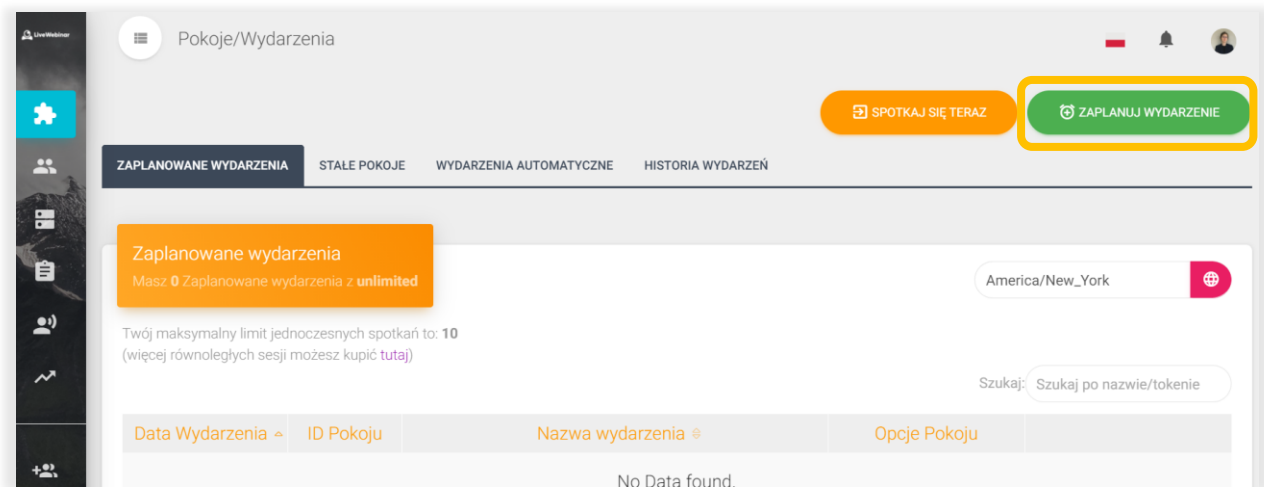 LiveWebinar
Pokoje/Wydarzenia
SPOTKAJ SIĘ TERAZ
ZAPLANUJ WYDARZENIE
ZAPLANOWANE WYDARZENIA STAŁE POKOJE WYDARZENIA AUTOMATYCZNE HISTORIA WYDARZEŃ
Zaplanowane wydarzenia
Masz 0 Zaplanowane wydarzenia z unlimited
America/New_York
Twój maksymalny limit jednoczesnych spotkań to: 10
(więcej równoległych sesji możesz kupić tutaj)
Szukaj: Szukaj po nazwie/tokenie
Data Wydarzenia ID Pokoju Nazwa wydarzenia Opcje Pokoju
No Data found.